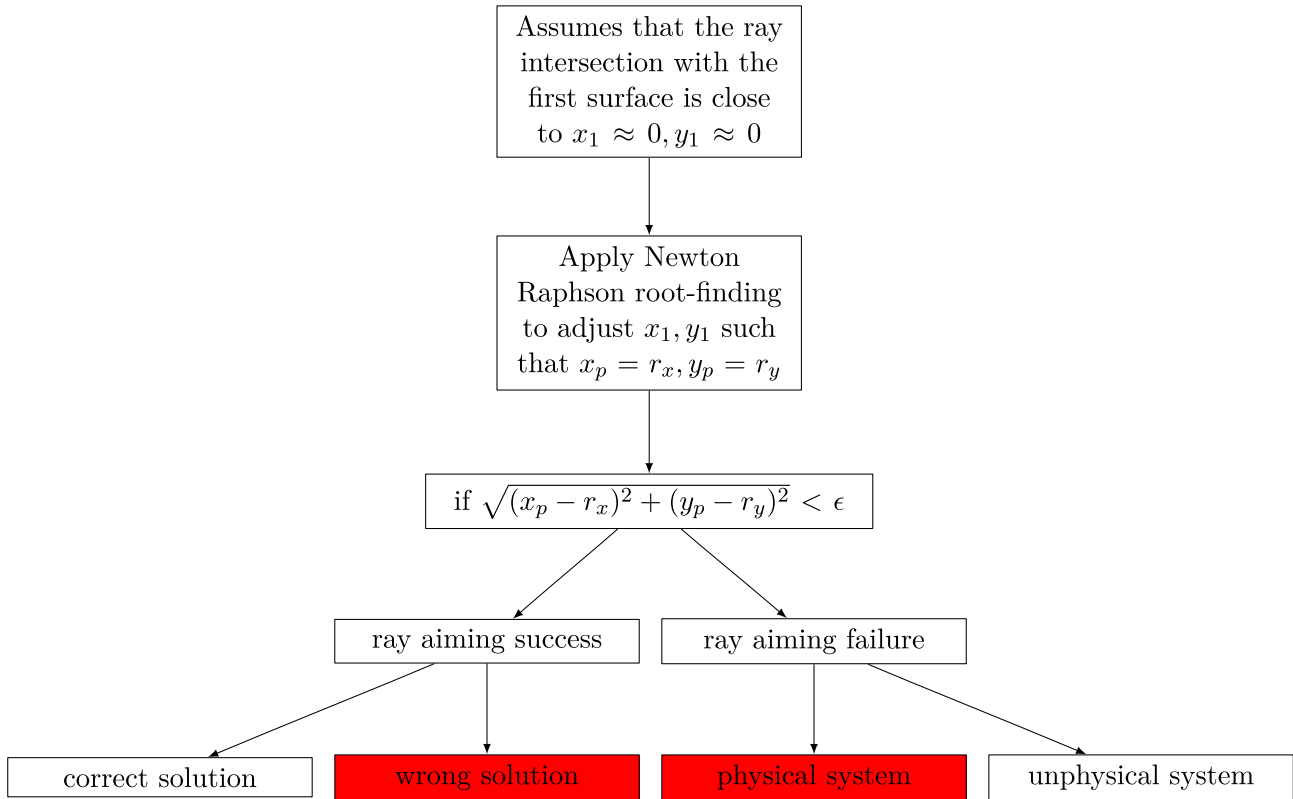 Assumes that the ray
intersection with the
first surface is close
to x₁ ≈ 0, y₁ ≈ 0
Apply Newton
Raphson root-finding
to adjust x₁, y₁ such
that xₚ = rₓ, yₚ = r_y
if √((xₚ − rₓ)² + (yₚ − r_y)²) < ϵ
ray aiming success
ray aiming failure
correct solution
wrong solution
physical system
unphysical system